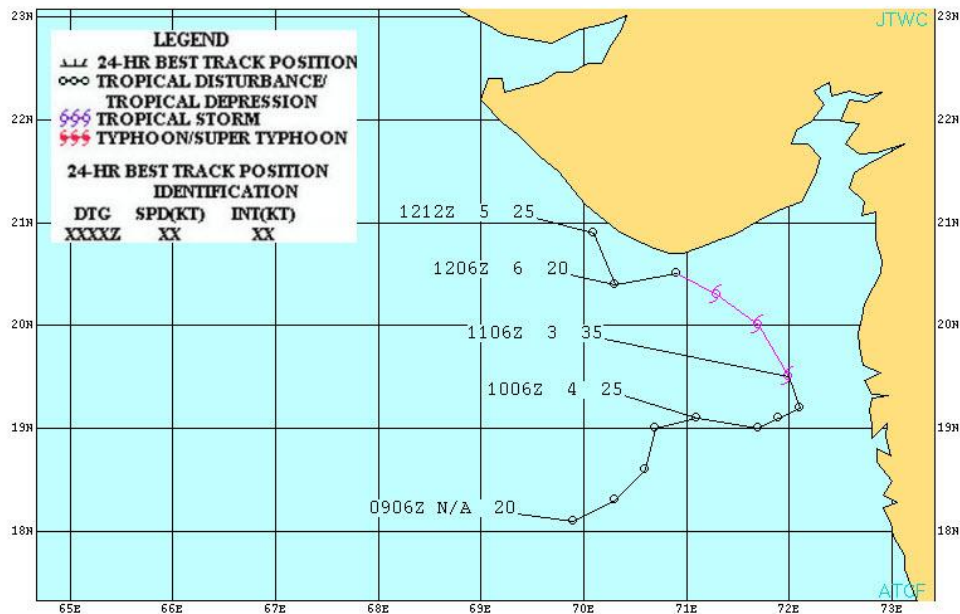 23N
23N
JTWC
LEGEND
24-HR BEST TRACK POSITION
TROPICAL DISTURBANCE/
TROPICAL DEPRESSION
TROPICAL STORM
TYPHOON/SUPER TYPHOON
24-HR BEST TRACK POSITION
IDENTIFICATION
DTG SPD(KT) INT(KT)
XXXXZ XX XX
22N
22N
21N
1212Z 5 25
21N
1206Z 6 20
20N
1106Z 3 35
20N
1006Z 4 25
19N
19N
0906Z N/A 20
18N
18N
ATCF
65E 66E 67E 68E 69E 70E 71E 72E 73E